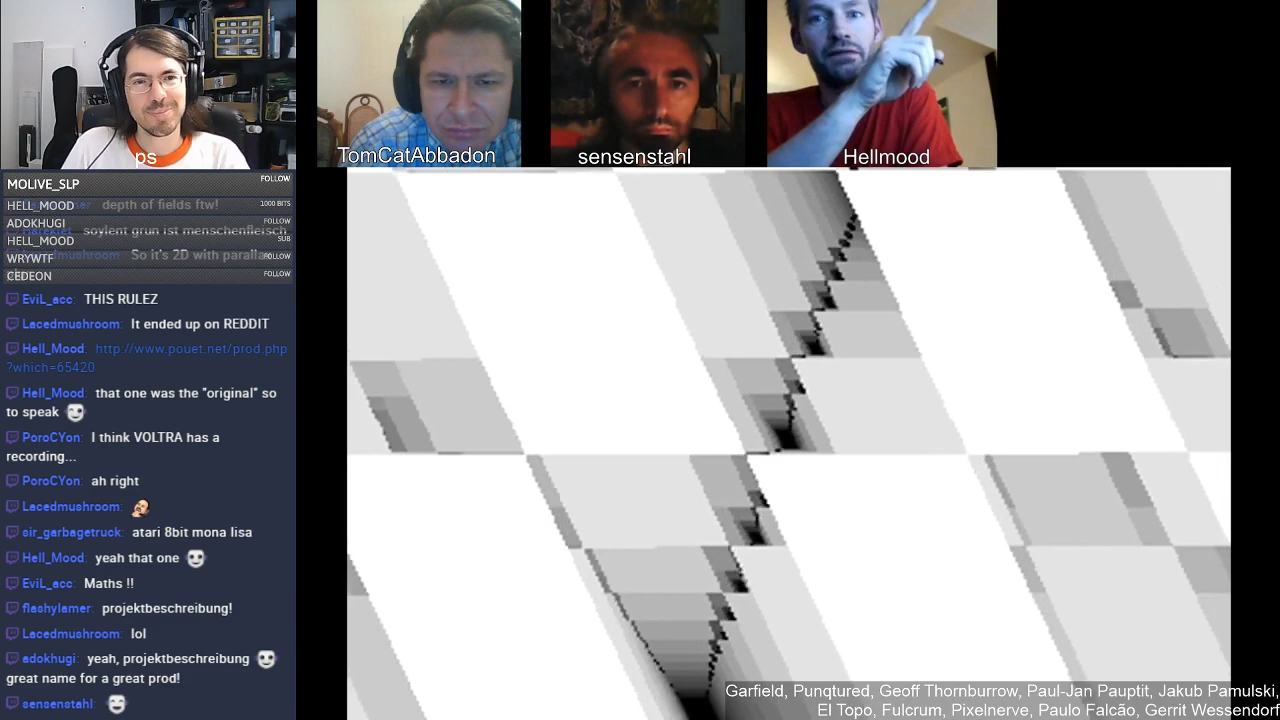 ps
TomCatAbbadon
sensenstahl
Hellmood
MOLIVE_SLP FOLLOW
HELL_MOOD depth of fields ftw! 1000 BITS
ADOKHUGI soylent grun ist menschenfleisch FOLLOW
HELL_MOOD SUB
WRYWTF So it's 2D with paralla FOLLOW
CEDEON FOLLOW
EviL_acc: THIS RULEZ
Lacedmushroom: It ended up on REDDIT
Hell_Mood: http://www.pouet.net/prod.php
?which=65420
Hell_Mood: that one was the "original" so
to speak
PoroCYon: I think VOLTRA has a
recording...
PoroCYon: ah right
Lacedmushroom:
sir_garbagetruck: atari 8bit mona lisa
Hell_Mood: yeah that one
EviL_acc: Maths !!
flashylamer: projektbeschreibung!
Lacedmushroom: lol
adokhugi: yeah, projektbeschreibung
great name for a great prod!
sensenstahl:
Garfield, Punqtured, Geoff Thornburrow, Paul-Jan Pauptit, Jakub Pamulski,
El Topo, Fulcrum, Pixelnerve, Paulo Falcão, Gerrit Wessendorf